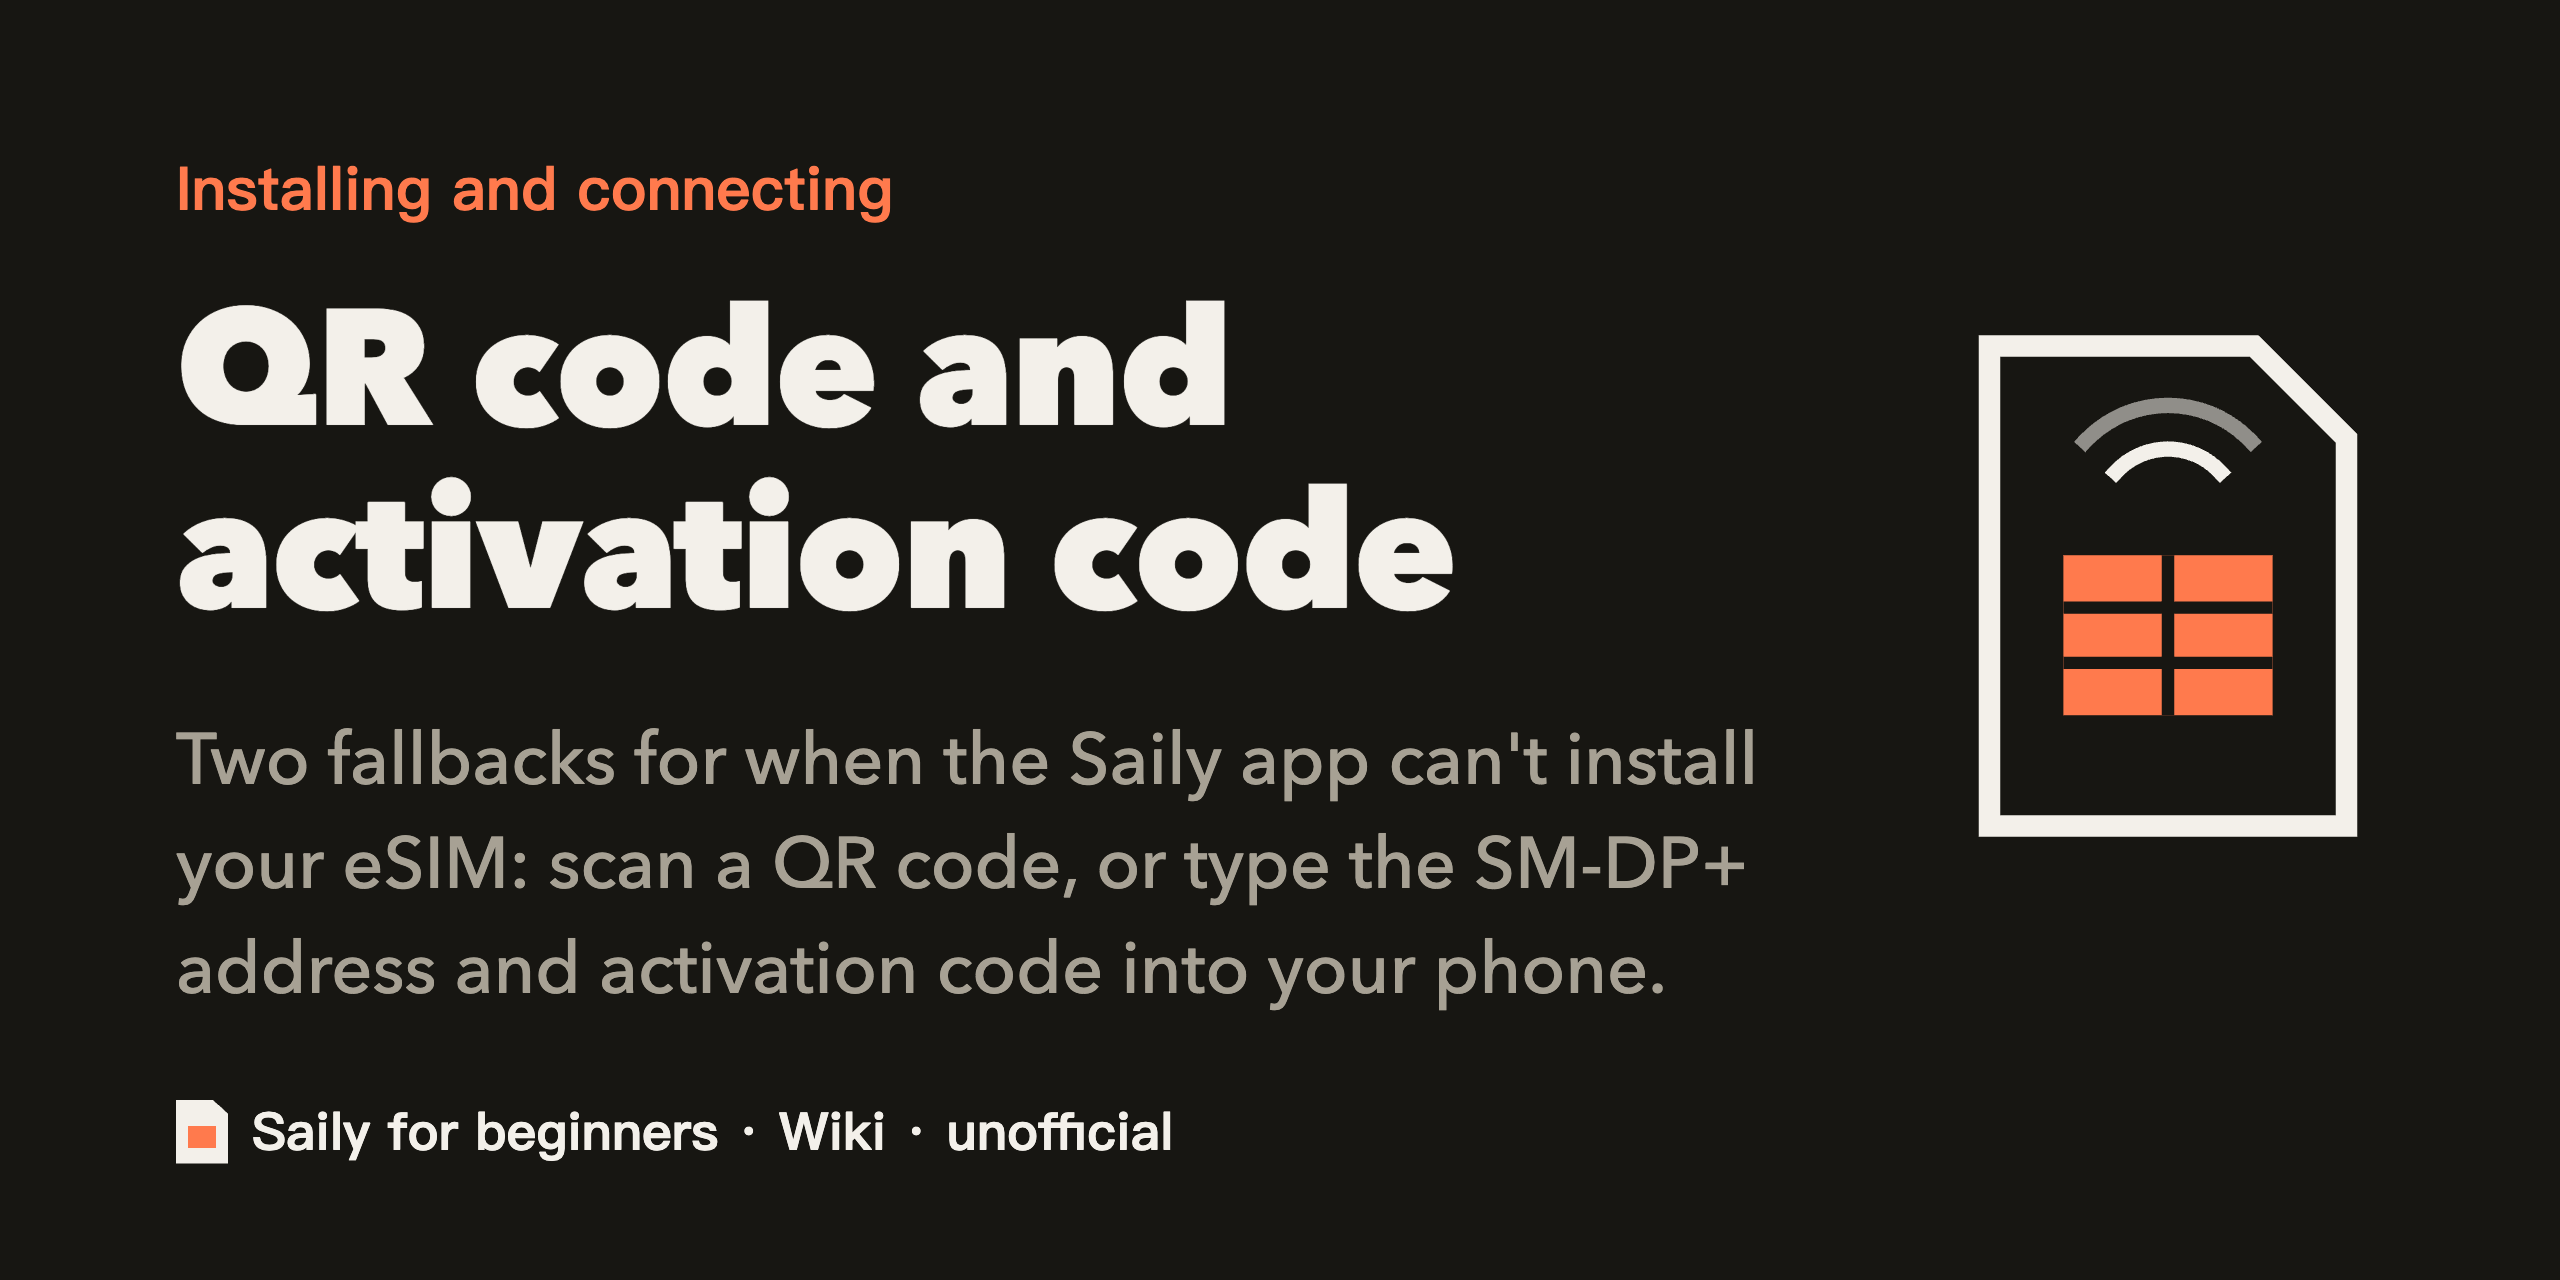 Installing and connecting
QR code and
activation code
Two fallbacks for when the Saily app can't install
your eSIM: scan a QR code, or type the SM-DP+
address and activation code into your phone.
Saily for beginners · Wiki · unofficial